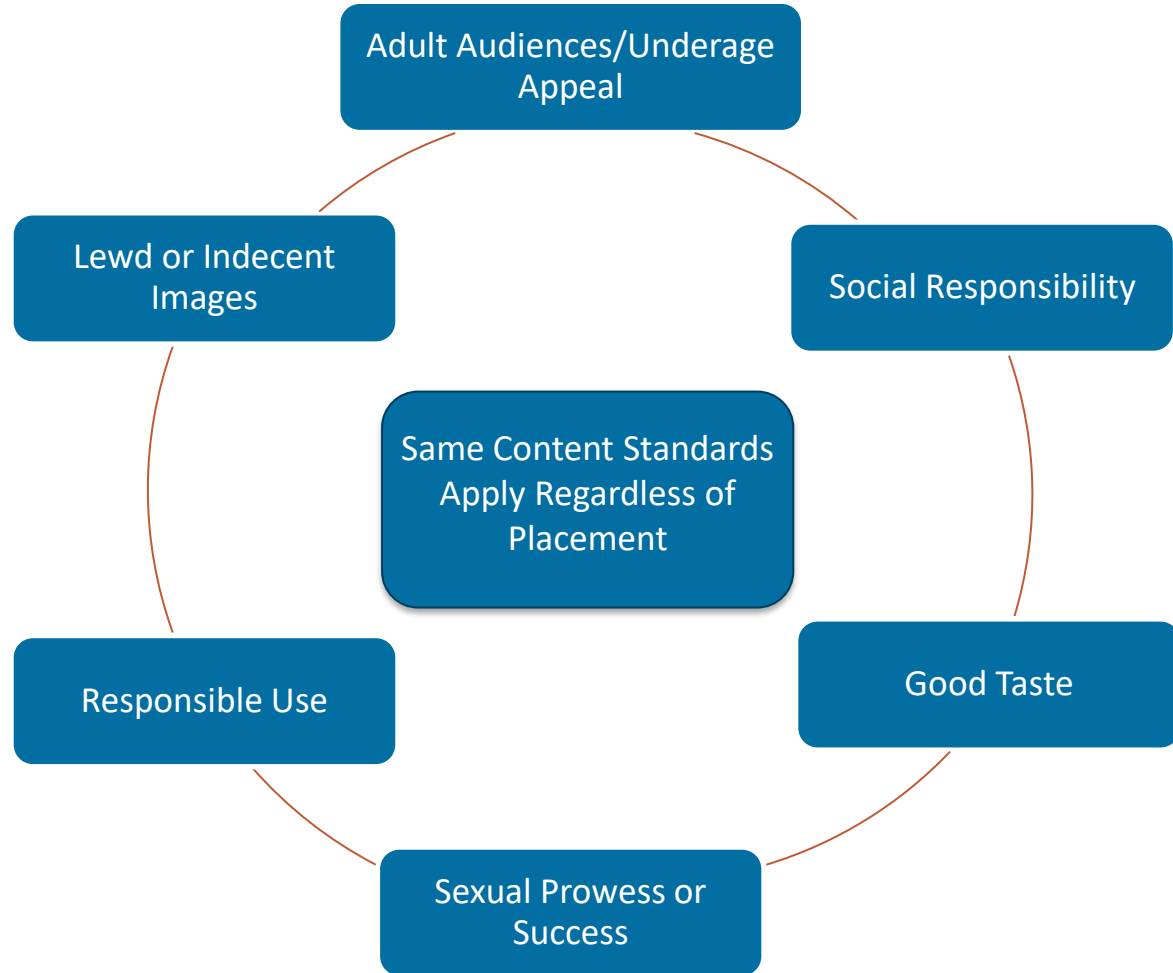 Adult Audiences/Underage
Appeal
Lewd or Indecent
Images
Social Responsibility
Same Content Standards
Apply Regardless of
Placement
Responsible Use
Good Taste
Sexual Prowess or
Success